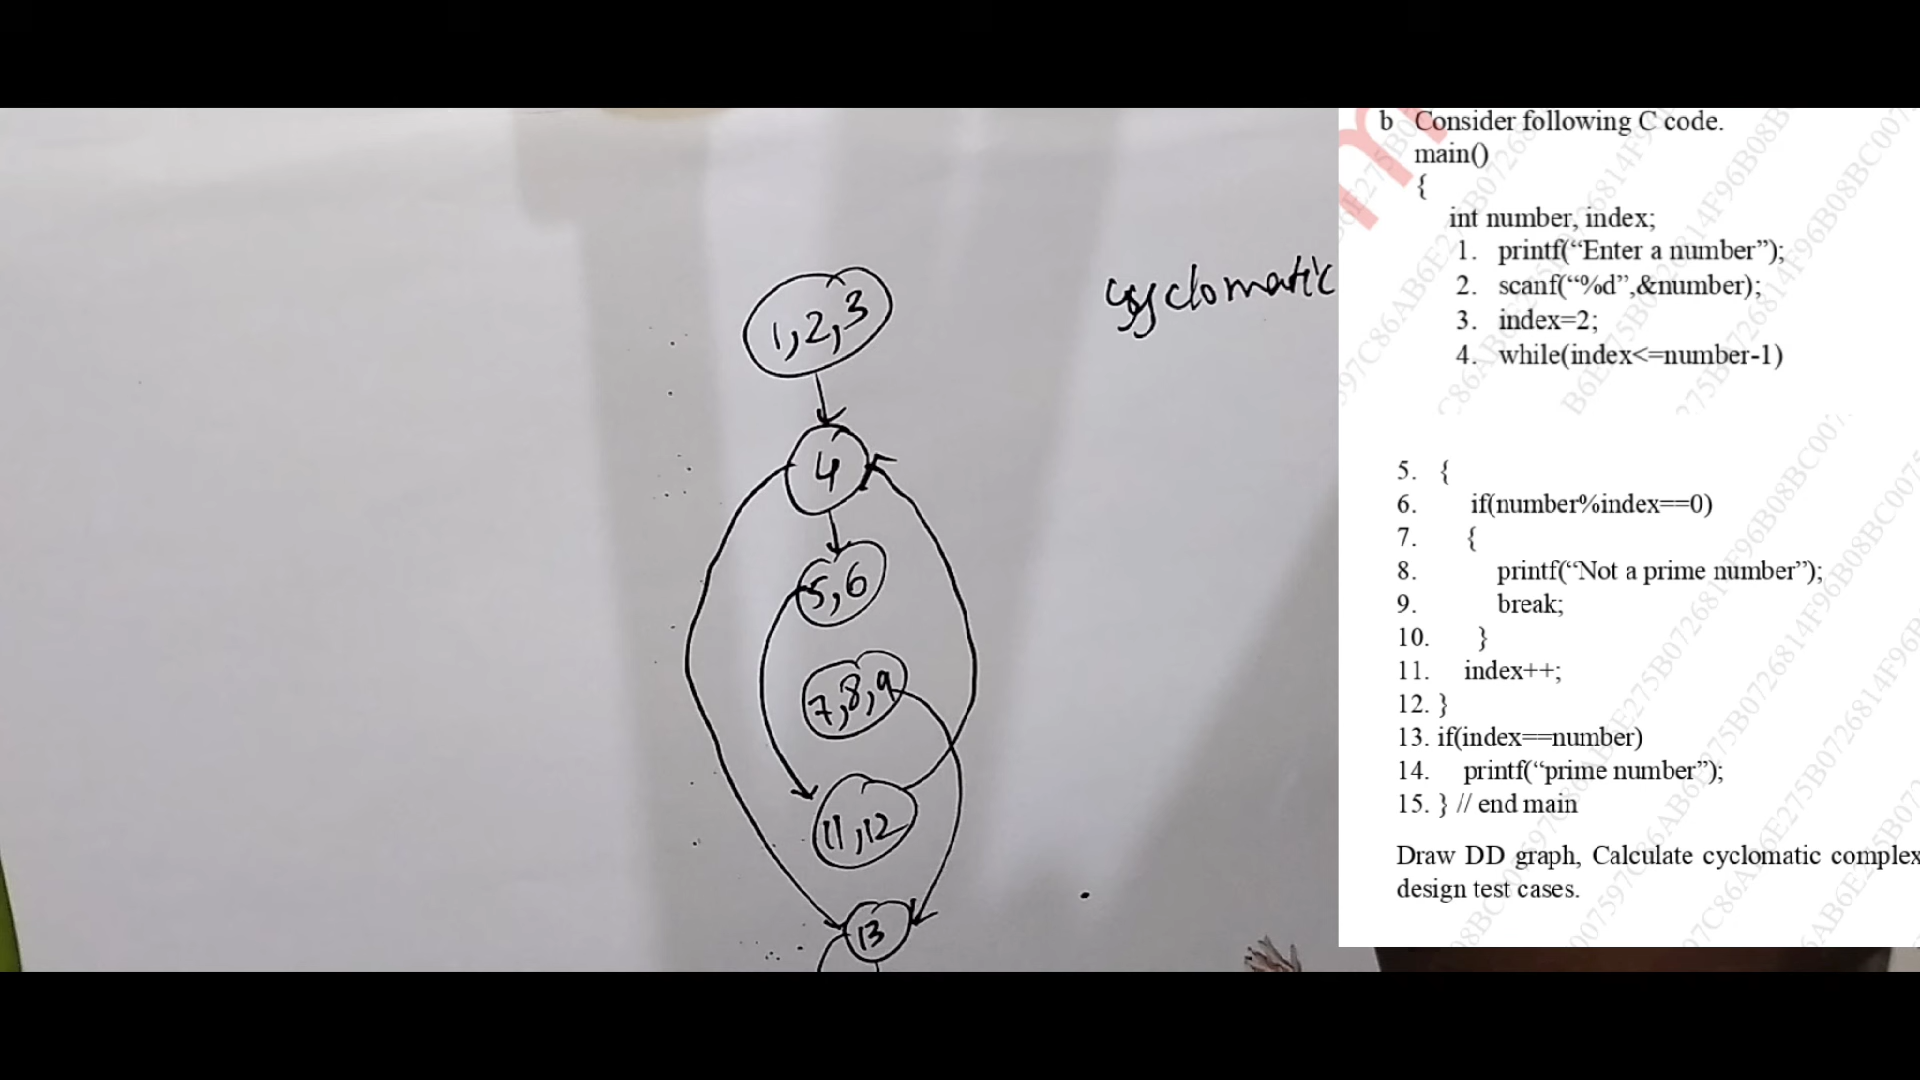 1,2,3
4
5,6
7,8,9
11,12
13
cyclomatic
b Consider following C code.
main()
{
int number, index;
1. printf(“Enter a number”);
2. scanf(“%d”,&number);
3. index=2;
4. while(index<=number-1)
5. {
6. if(number%index==0)
7. {
8. printf(“Not a prime number”);
9. break;
10. }
11. index++;
12. }
13. if(index==number)
14. printf(“prime number”);
15. } // end main
Draw DD graph, Calculate cyclomatic complex
design test cases.